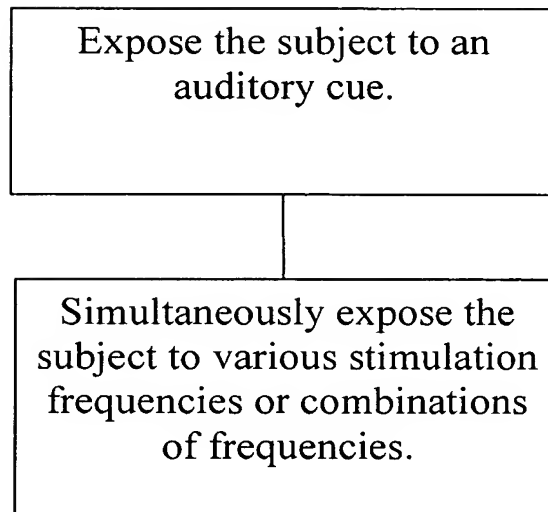 Expose the subject to an
auditory cue.
Simultaneously expose the
subject to various stimulation
frequencies or combinations
of frequencies.